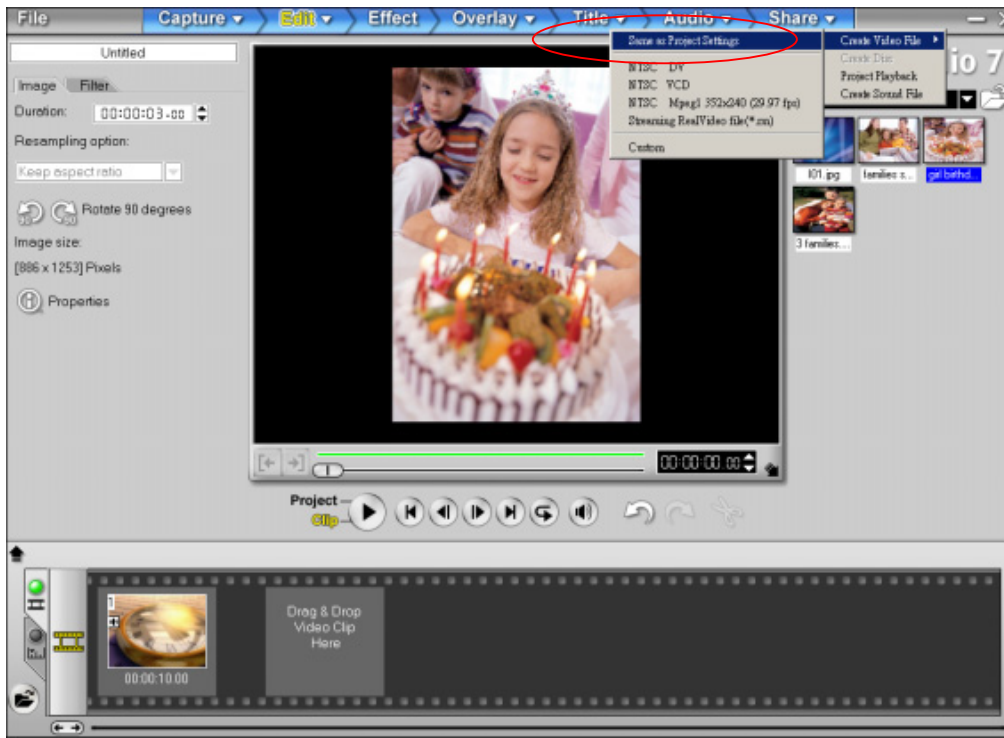 File
Capture
Edit
Effect
Overlay
Title
Audio
Share
Same as Project Settings
NTSC DV
NTSC VCD
NTSC Mpeg1 352x240 (29.97 fps)
Streaming RealVideo file(*.rm)
Custom
Create Video File
Create Disc
Project Playback
Create Sound File
io 7
Untitled
Image
Filter
Duration:
00:00:03.00
Resampling option:
Keep aspect ratio
Rotate 90 degrees
Image size:
[886 x 1253] Pixels
Properties
I01.jpg
families s...
girl birthd...
3 families...
00:00:00.00
Project
Clip
1
Drag & Drop
Video Clip
Here
00:00:10.00